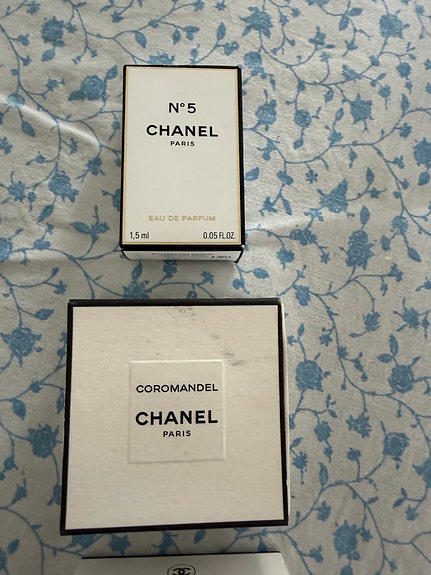 N°5
CHANEL
PARIS
EAU DE PARFUM
1,5 ml 0.05 FL.OZ.
COROMANDEL
CHANEL
PARIS